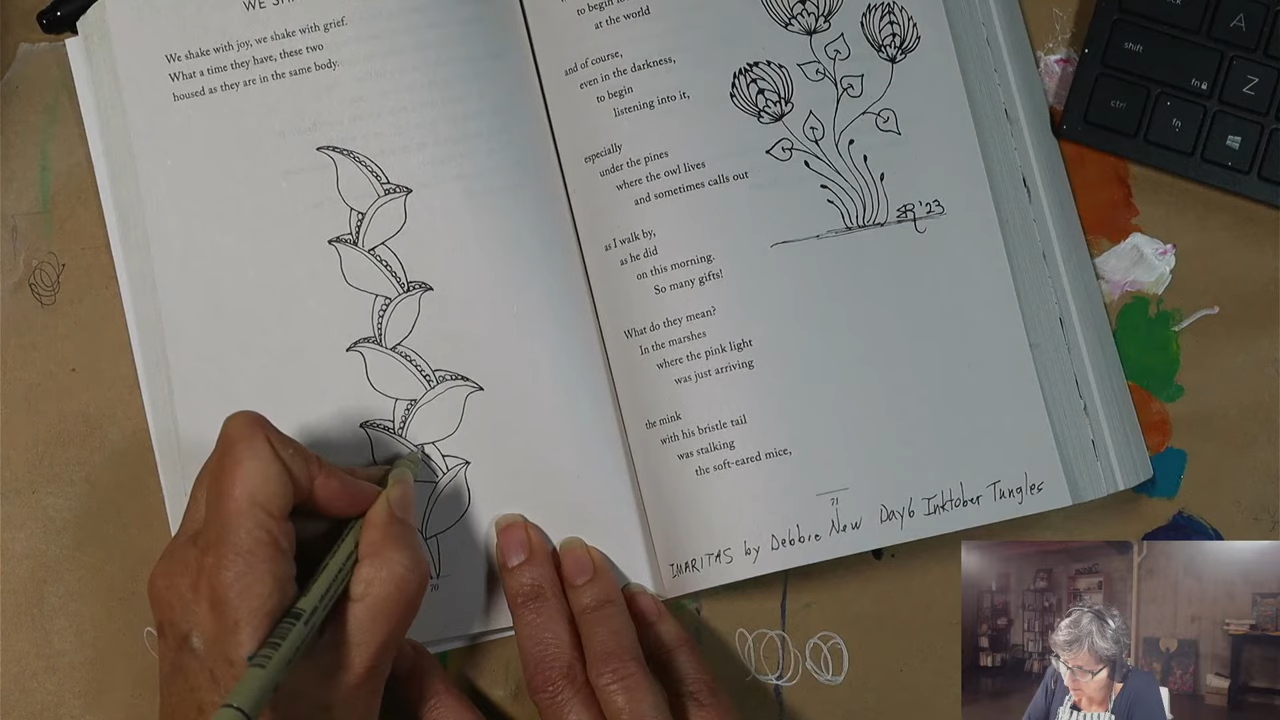 WE SH
We shake with joy, we shake with grief.
What a time they have, these two
housed as they are in the same body.
70
to begin
at the world
and of course,
even in the darkness,
to begin
listening into it,
especially
under the pines
where the owl lives
and sometimes calls out
as I walk by,
as he did
on this morning.
So many gifts!
What do they mean?
In the marshes
where the pink light
was just arriving
the mink
with his bristle tail
was stalking
the soft-eared mice,
71
'23
IMARITAS by Debbie New Day6 Inktober Tangles
shift
fn
ctrl
fn
A
Z